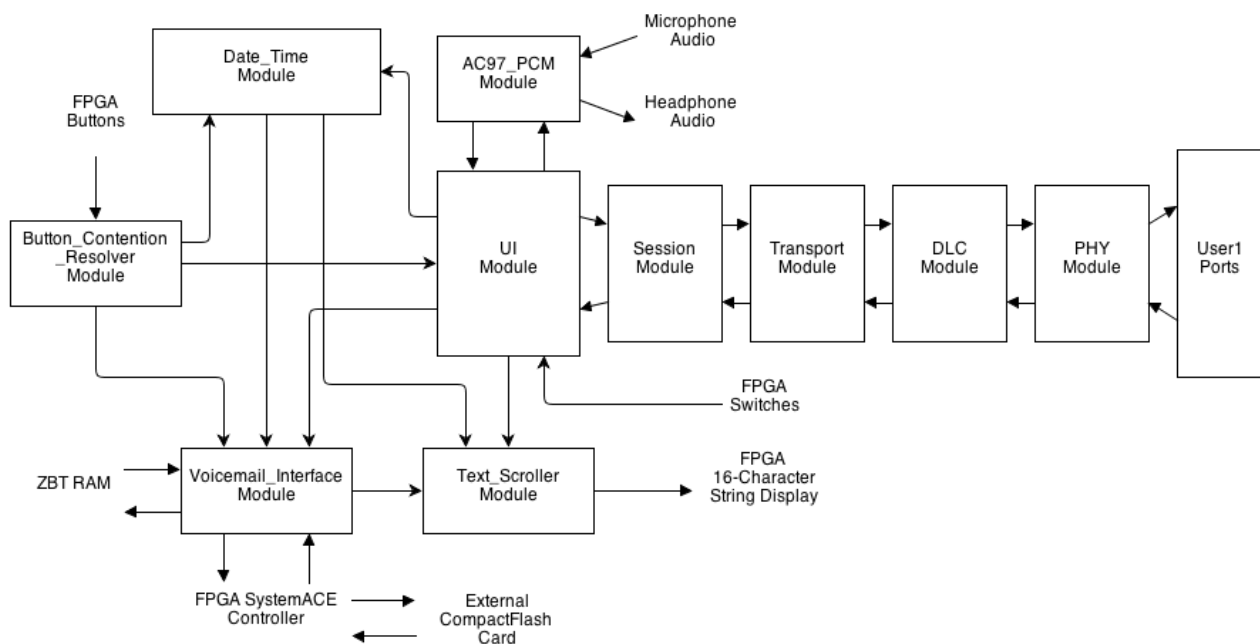 Microphone
Audio
Date_Time
Module
AC97_PCM
Module
FPGA
Buttons
Headphone
Audio
Button_Contention
_Resolver
Module
UI
Module
Session
Module
Transport
Module
DLC
Module
PHY
Module
User1
Ports
FPGA
Switches
ZBT RAM
Voicemail_Interface
Module
Text_Scroller
Module
FPGA
16-Character
String Display
FPGA SystemACE
Controller
External
CompactFlash
Card